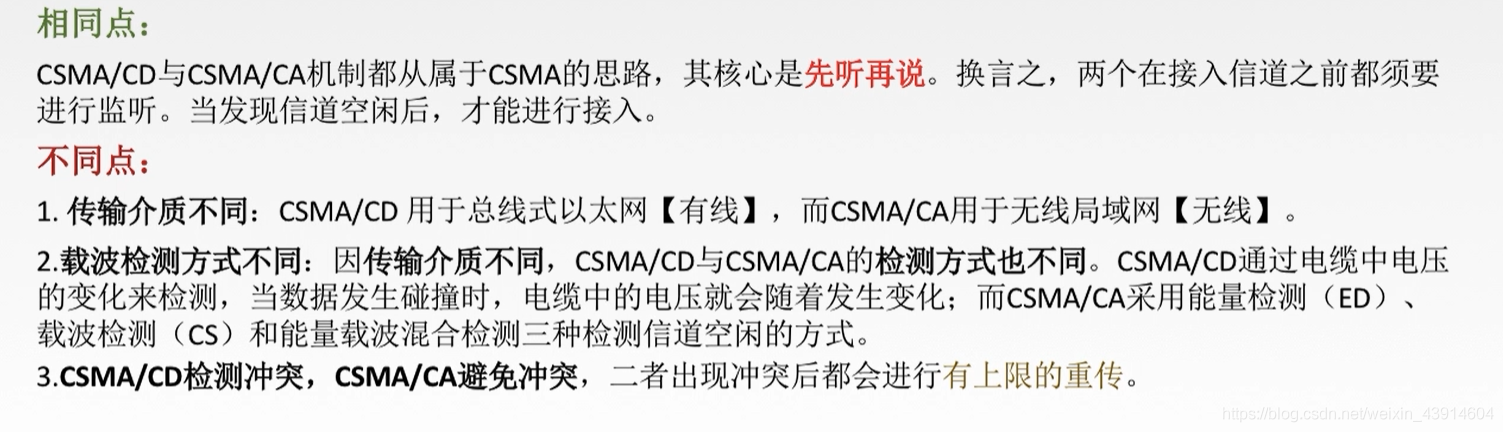 相同点：
CSMA/CD与CSMA/CA机制都从属于CSMA的思路，其核心是先听再说。换言之，两个在接入信道之前都须要
进行监听。当发现信道空闲后，才能进行接入。
不同点：
1. 传输介质不同：CSMA/CD 用于总线式以太网【有线】，而CSMA/CA用于无线局域网【无线】。
2.载波检测方式不同：因传输介质不同，CSMA/CD与CSMA/CA的检测方式也不同。CSMA/CD通过电缆中电压
的变化来检测，当数据发生碰撞时，电缆中的电压就会随着发生变化；而CSMA/CA采用能量检测（ED）、
载波检测（CS）和能量载波混合检测三种检测信道空闲的方式。
3.CSMA/CD检测冲突，CSMA/CA避免冲突，二者出现冲突后都会进行有上限的重传。
https://blog.csdn.net/weixin_43914604